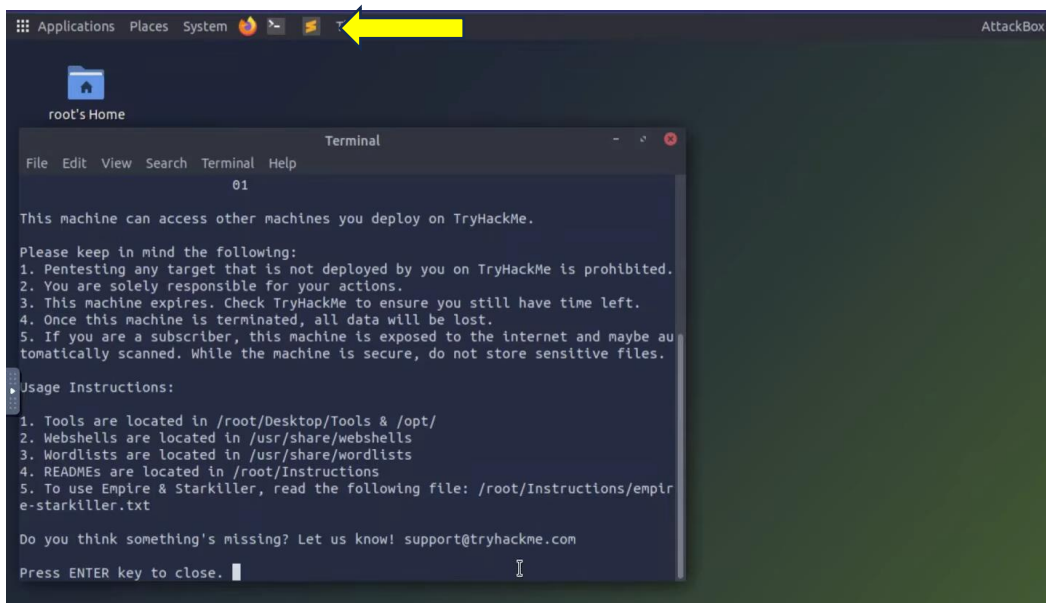 Applications Places System
AttackBox
root's Home
Terminal
File Edit View Search Terminal Help
01
This machine can access other machines you deploy on TryHackMe.
Please keep in mind the following:
1. Pentesting any target that is not deployed by you on TryHackMe is prohibited.
2. You are solely responsible for your actions.
3. This machine expires. Check TryHackMe to ensure you still have time left.
4. Once this machine is terminated, all data will be lost.
5. If you are a subscriber, this machine is exposed to the internet and maybe au
tomatically scanned. While the machine is secure, do not store sensitive files.
Usage Instructions:
1. Tools are located in /root/Desktop/Tools & /opt/
2. Webshells are located in /usr/share/webshells
3. Wordlists are located in /usr/share/wordlists
4. READMEs are located in /root/Instructions
5. To use Empire & Starkiller, read the following file: /root/Instructions/empir
e-starkiller.txt
Do you think something's missing? Let us know! support@tryhackme.com
Press ENTER key to close.